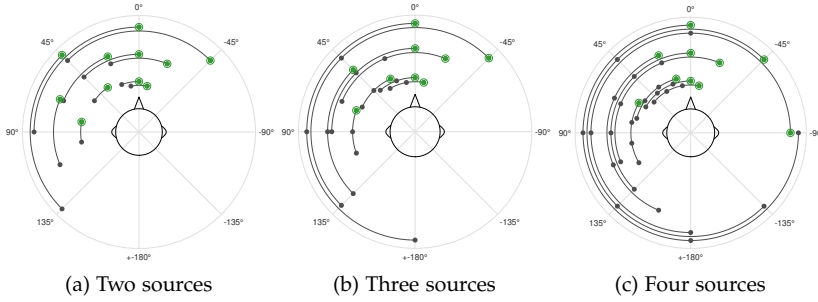 0° 0° 0°
45° -45° 45° -45° 45° -45°
90° -90° 90° -90° 90° -90°
135° -135° 135° -135° 135° -135°
+-180° +-180° +-180°
(a) Two sources (b) Three sources (c) Four sources